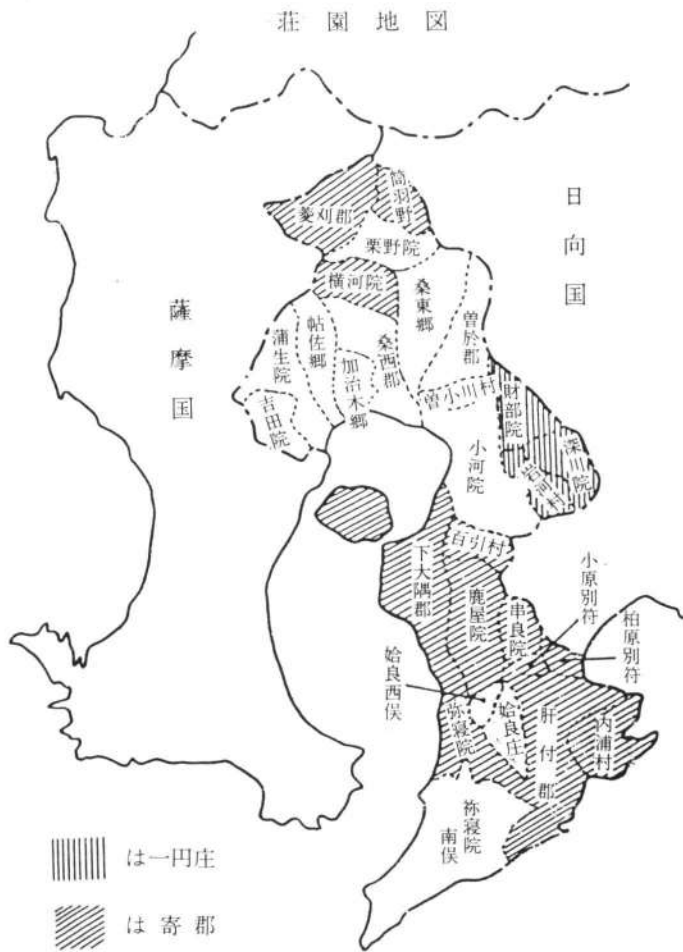 荘園地図
日向国
薩摩国
菱刈郡
筒羽野
栗野院
横河院
桑東郷
曽於郡
蒲生院
帖佐郷
加治木郷
桑西郡
吉田院
曽小川村
財部院
深川院
岩河村
小河院
百引村
下大隅郡
鹿屋院
串良院
小原別符
柏原別符
姶良西俣
弥寝院
姶良庄
肝付郡
内浦村
祢寝院
南俣
は一円庄
は寄郡